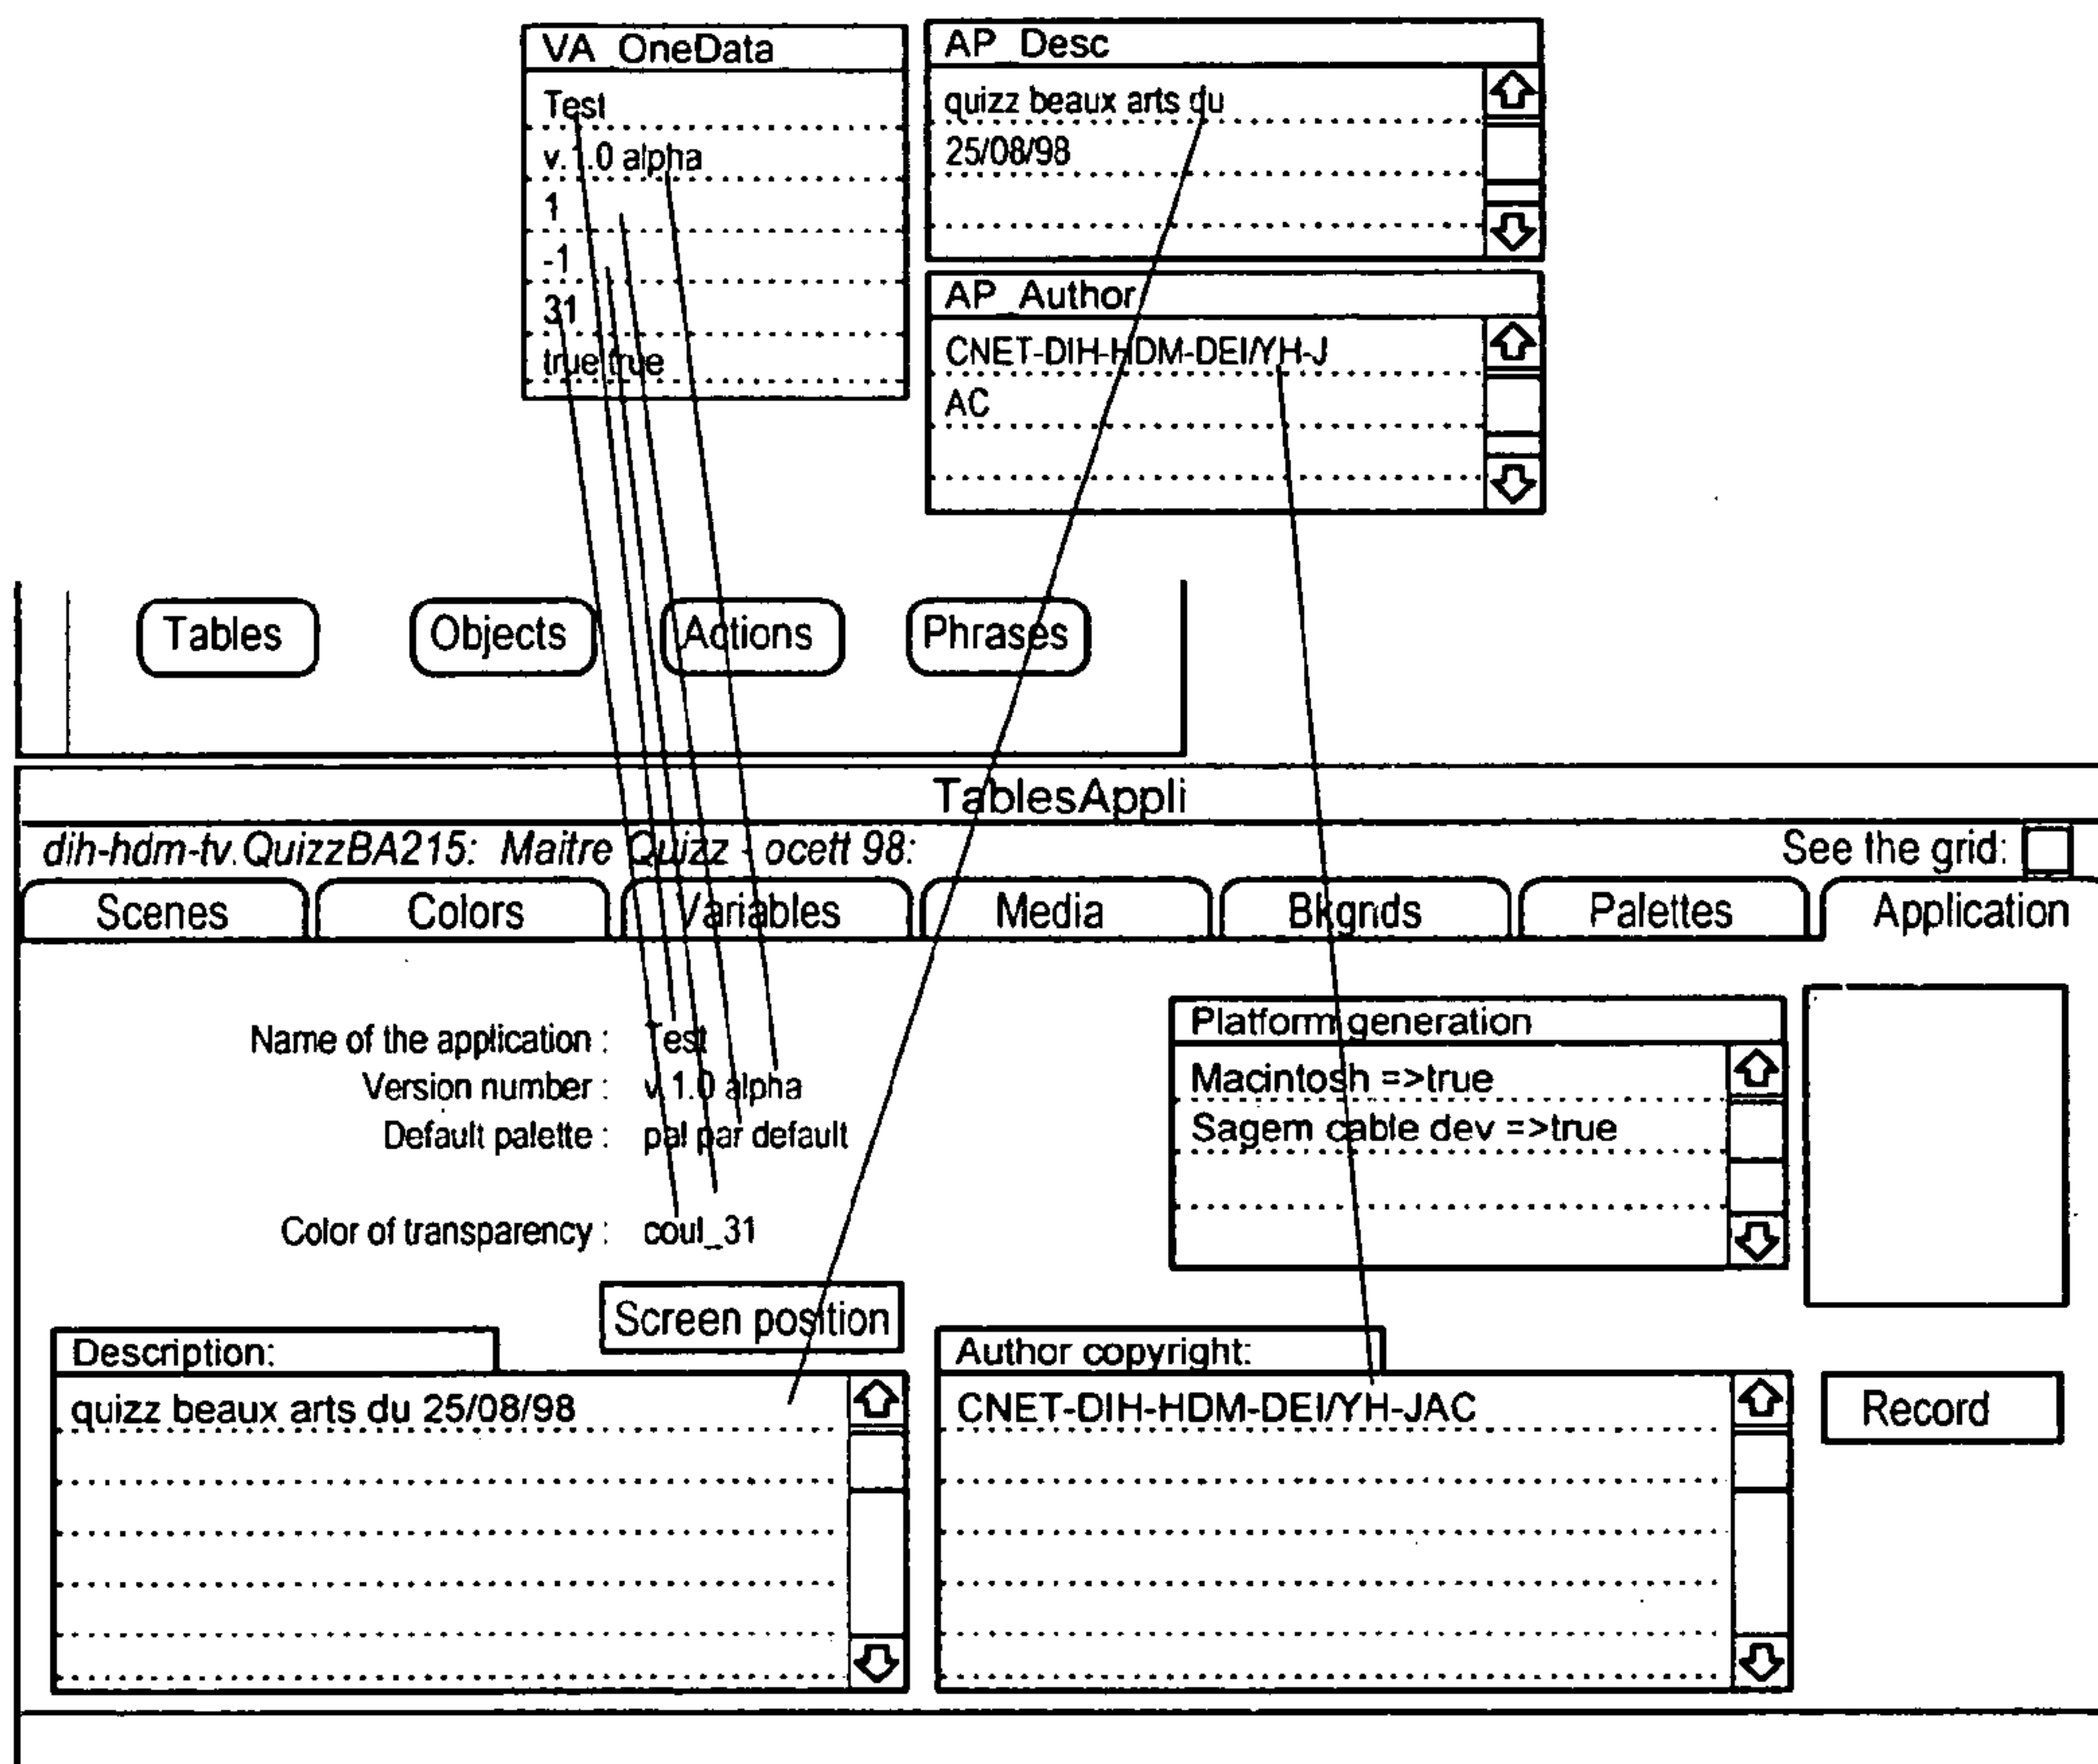 VA_OneData
Test
v.1.0 alpha
1
-1
31
true true
AP_Desc
quizz beaux arts du
25/08/98
AP_Author
CNET-DIH-HDM-DEI/YH-J
AC
Tables Objects Actions Phrases
TablesAppli
dih-hdm-tv.QuizzBA215: Maitre Quizz - ocett 98: See the grid:
Scenes Colors Variables Media Bkgnds Palettes Application
Name of the application : Test
Version number : v.1.0 alpha
Default palette : pal par default
Color of transparency : coul_31
Platform generation
Macintosh =>true
Sagem cable dev =>true
Screen position
Description:
quizz beaux arts du 25/08/98
Author copyright:
CNET-DIH-HDM-DEI/YH-JAC
Record